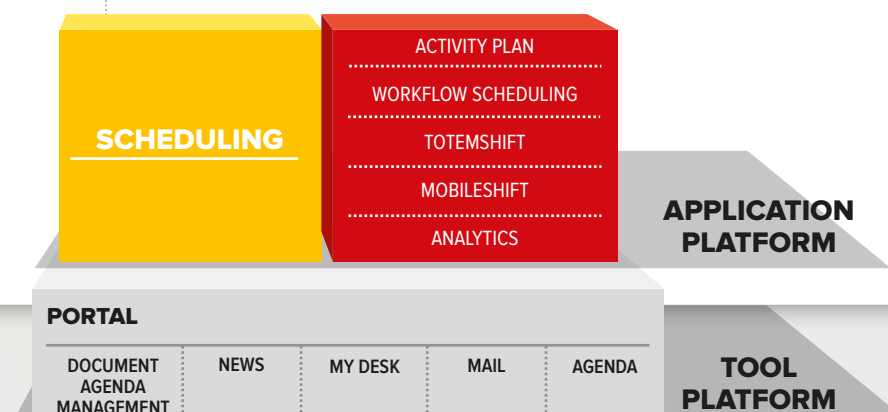 SCHEDULING
ACTIVITY PLAN
WORKFLOW SCHEDULING
TOTEMSHIFT
MOBILESHIFT
ANALYTICS
APPLICATION
PLATFORM
PORTAL
DOCUMENT
AGENDA
MANAGEMENT
NEWS
MY DESK
MAIL
AGENDA
TOOL
PLATFORM